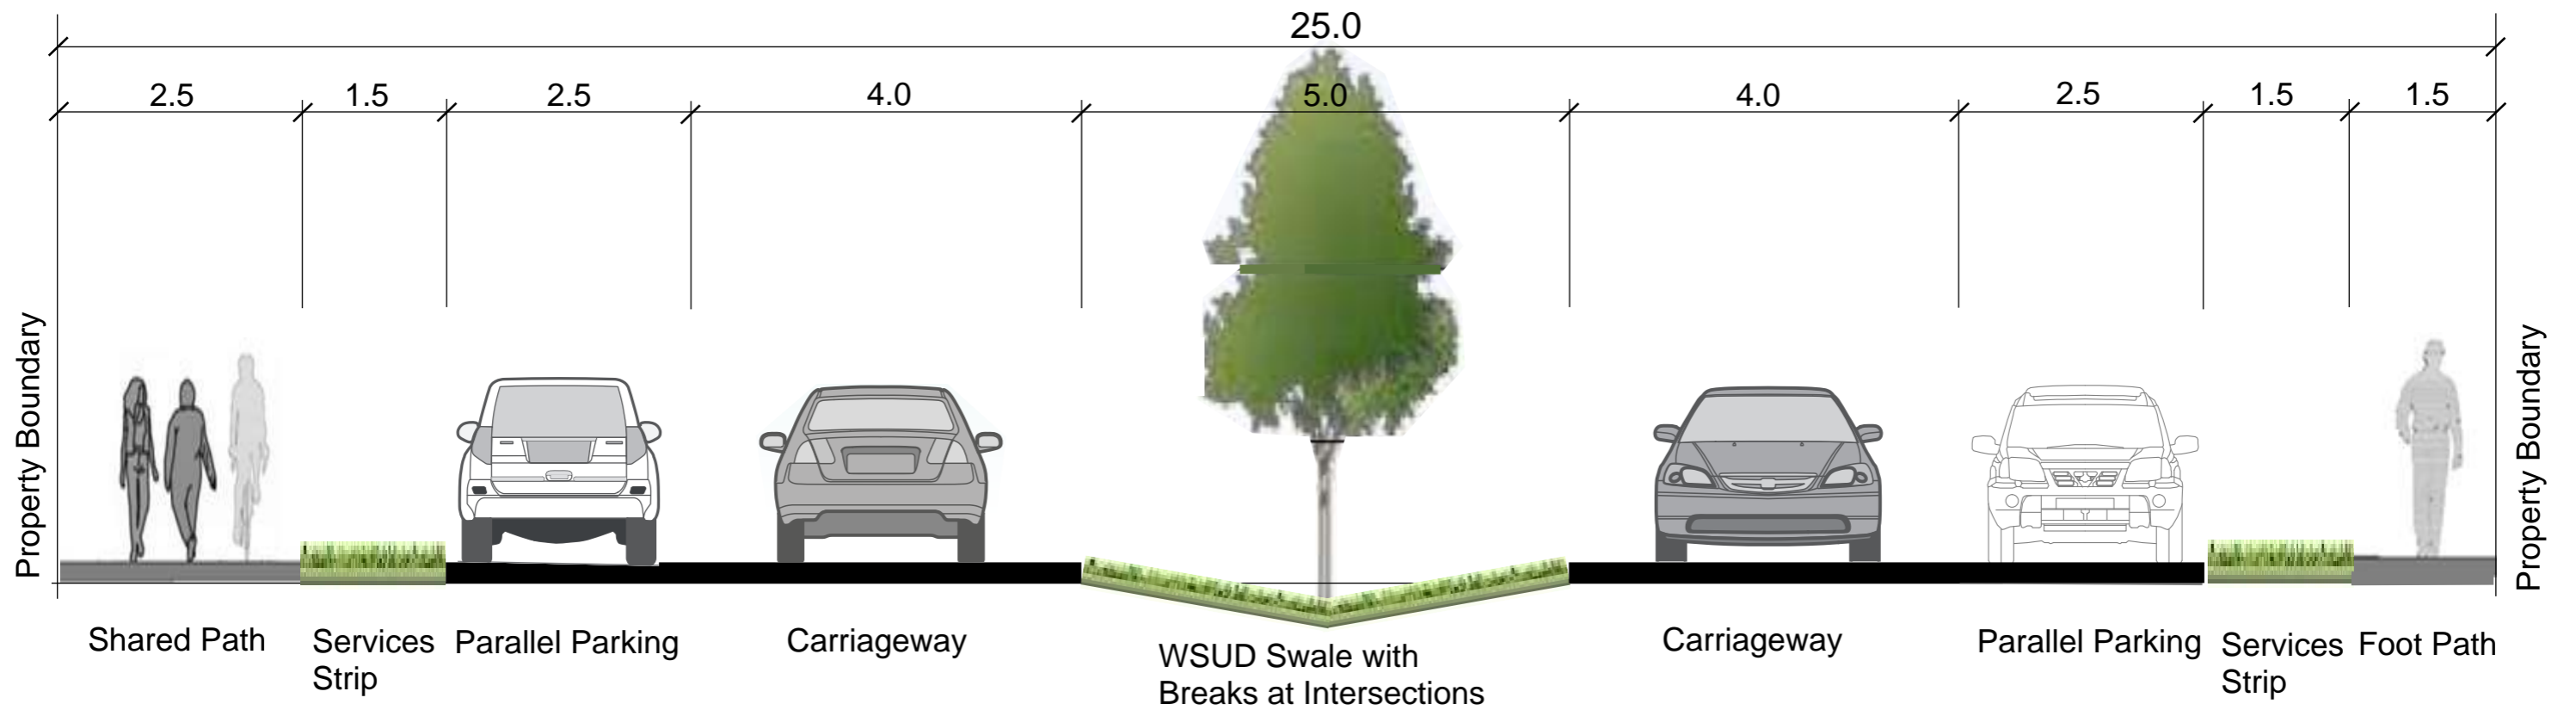 25.0
2.5 1.5 2.5 4.0 5.0 4.0 2.5 1.5 1.5
Property Boundary
Property Boundary
Shared Path
Services
Strip
Parallel Parking
Carriageway
WSUD Swale with
Breaks at Intersections
Carriageway
Parallel Parking
Services
Strip
Foot Path